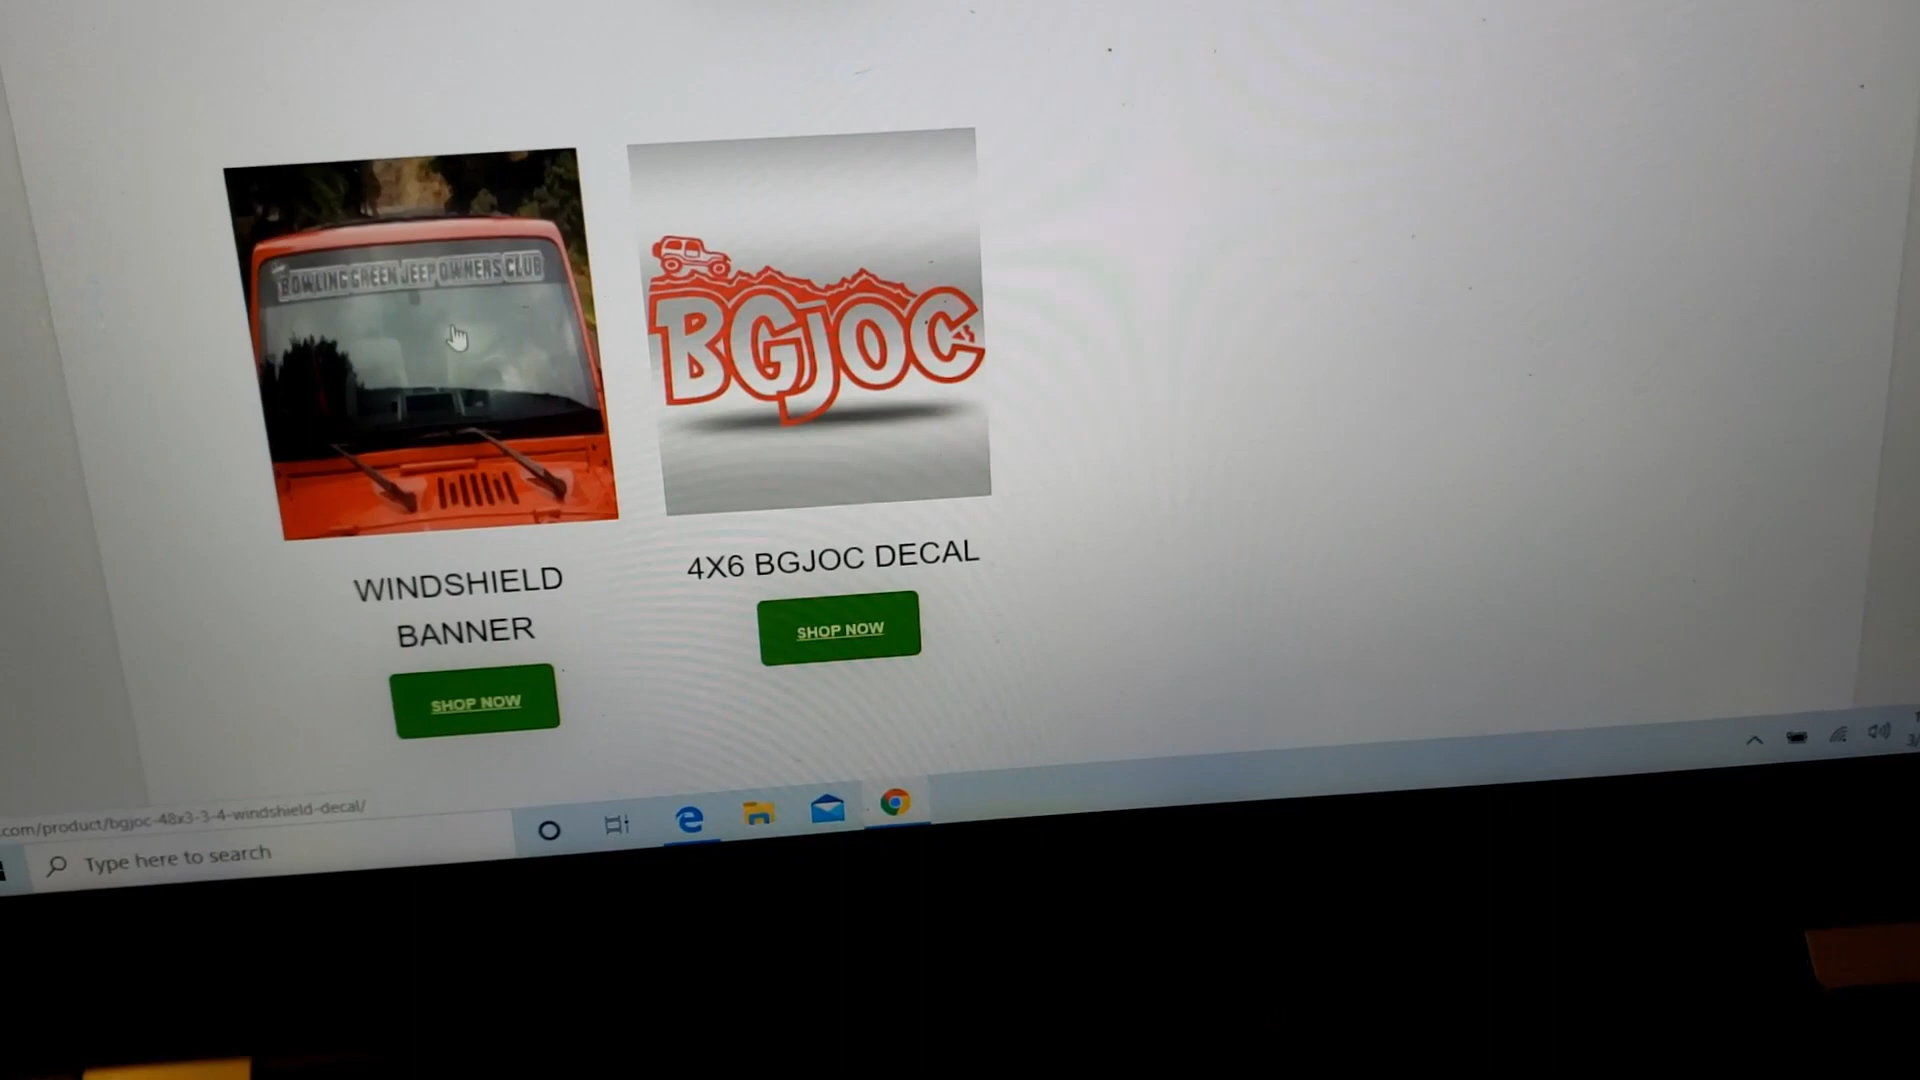 BOWLING GREEN JEEP OWNERS CLUB
BGJOC
WINDSHIELD
BANNER
SHOP NOW
4X6 BGJOC DECAL
SHOP NOW
.com/product/bgjoc-48x3-3-4-windshield-decal/
Type here to search